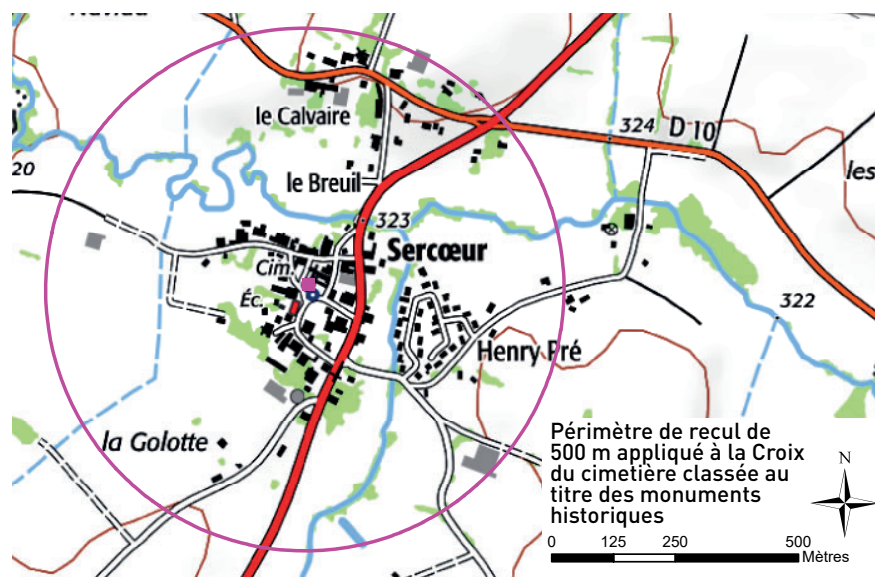 le Calvaire
324
D 10
le Breuil
20
les
323
Sercœur
Cim.
Éc.
322
Henry Pré
la Golotte
Périmètre de recul de
500 m appliqué à la Croix
du cimetière classée au
titre des monuments
historiques
N
0 125 250 500
Mètres